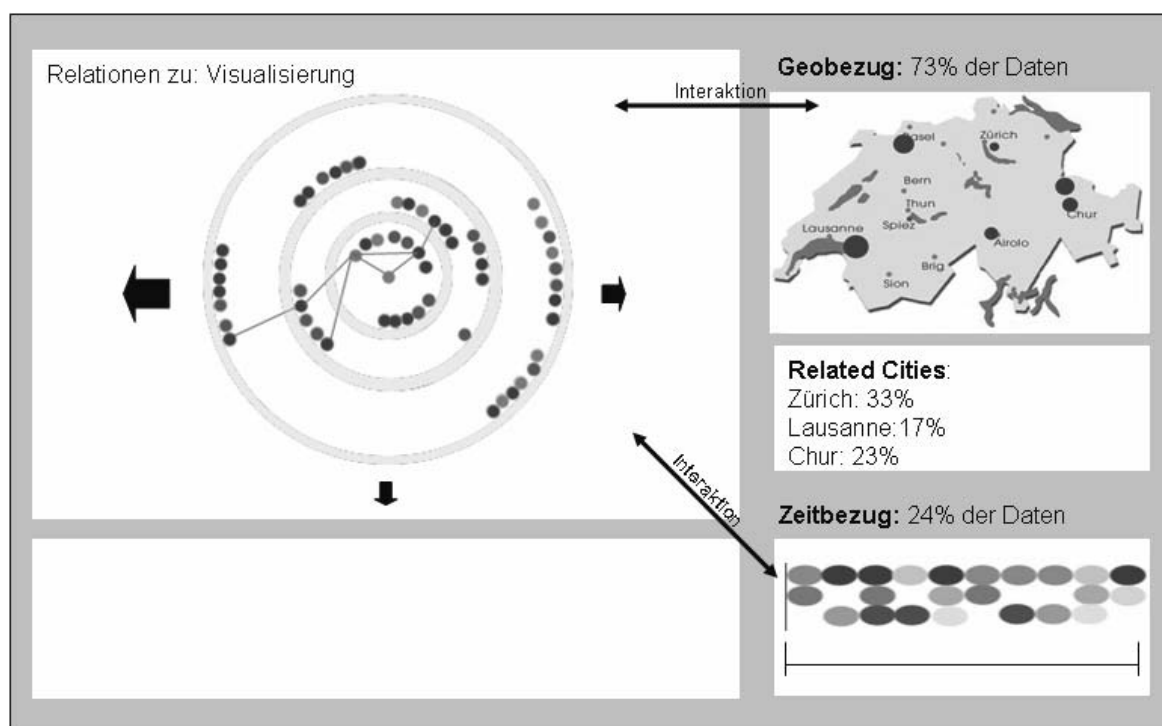 Relationen zu: Visualisierung
Interaktion
Geobezug: 73% der Daten
Basel
Zürich
Bern
Thun
Spiez
Chur
Lausanne
Airolo
Brig
Sion
Related Cities:
Zürich: 33%
Lausanne:17%
Chur: 23%
Interaktion
Zeitbezug: 24% der Daten